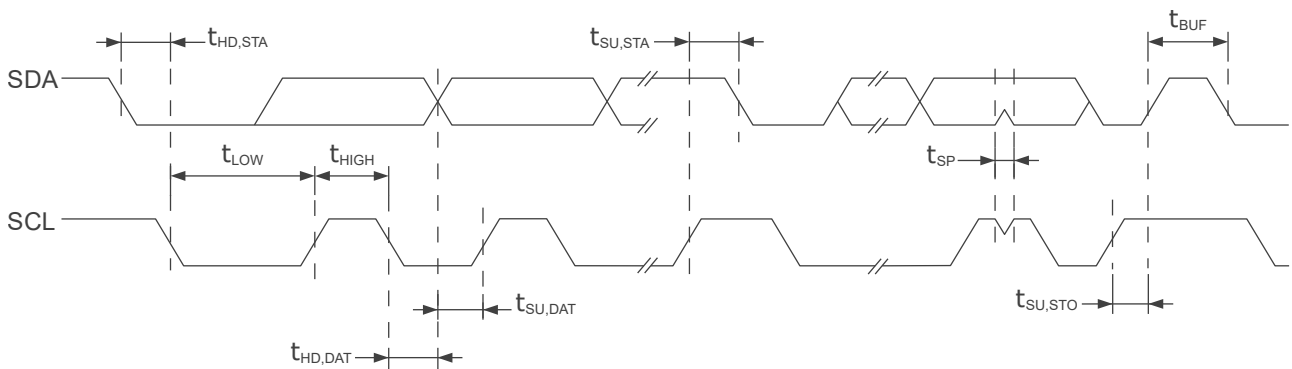 tHD,STA
tSU,STA
tBUF
SDA
tLOW
tHIGH
tSP
SCL
tSU,DAT
tSU,STO
tHD,DAT